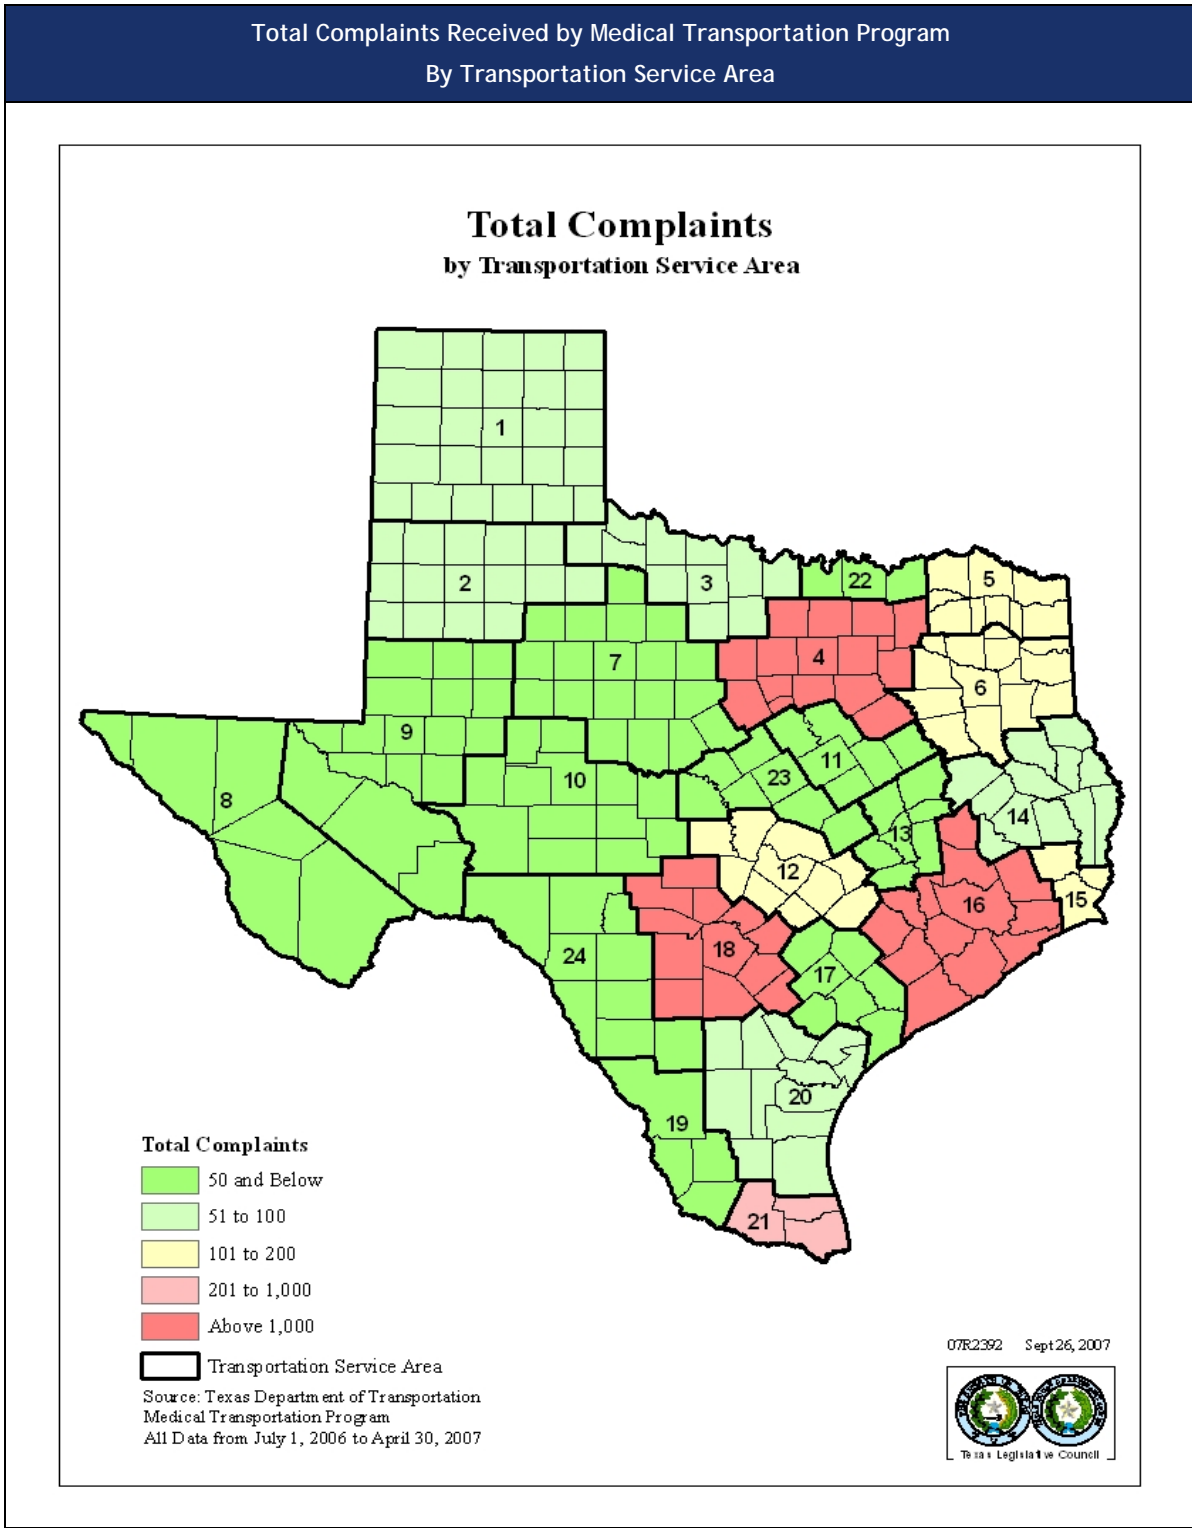 Total Complaints Received by Medical Transportation Program
By Transportation Service Area
Total Complaints
by Transportation Service Area
1
2
3
22
5
4
7
6
9
11
23
10
8
14
13
12
15
16
18
24
17
20
19
21
Total Complaints
50 and Below
51 to 100
101 to 200
201 to 1,000
Above 1,000
Transportation Service Area
Source: Texas Department of Transportation
Medical Transportation Program
All Data from July 1, 2006 to April 30, 2007
07R2392 Sept 26, 2007
Texas Legislative Council